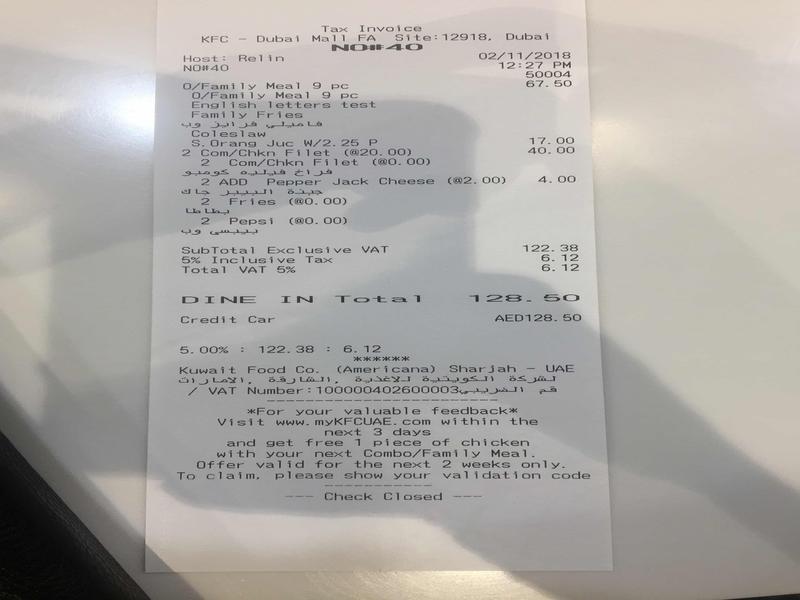 Tax Invoice
KFC - Dubai Mall FA Site:12918, Dubai
NO#40
Host: Relin 02/11/2018
NO#40 12:27 PM
50004
O/Family Meal 9 pc 67.50
O/Family Meal 9 pc
English letters test
Family Fries
فاميلي فرايز وب
Coleslaw
S.Orang Juc W/2.25 P 17.00
2 Com/Chkn Filet (@20.00) 40.00
2 Com/Chkn Filet (@0.00)
فراخ فيليه كومبو
2 ADD Pepper Jack Cheese (@2.00) 4.00
جبنة البيبر جاك
2 Fries (@0.00)
بطاطا
2 Pepsi (@0.00)
بيبسي وب
SubTotal Exclusive VAT 122.38
5% Inclusive Tax 6.12
Total VAT 5% 6.12
DINE IN Total 128.50
Credit Car AED128.50
5.00% : 122.38 : 6.12
******
Kuwait Food Co. (Americana) Sharjah - UAE
لشركة الكويتية للاغذية ,الشارقة ,الامارات
/ VAT Number:100000402600003قم الضريبي
--------------------------
*For your valuable feedback*
Visit www.myKFCUAE.com within the
next 3 days
and get free 1 piece of chicken
with your next Combo/Family Meal.
Offer valid for the next 2 weeks only.
To claim, please show your validation code
------------
--- Check Closed ---